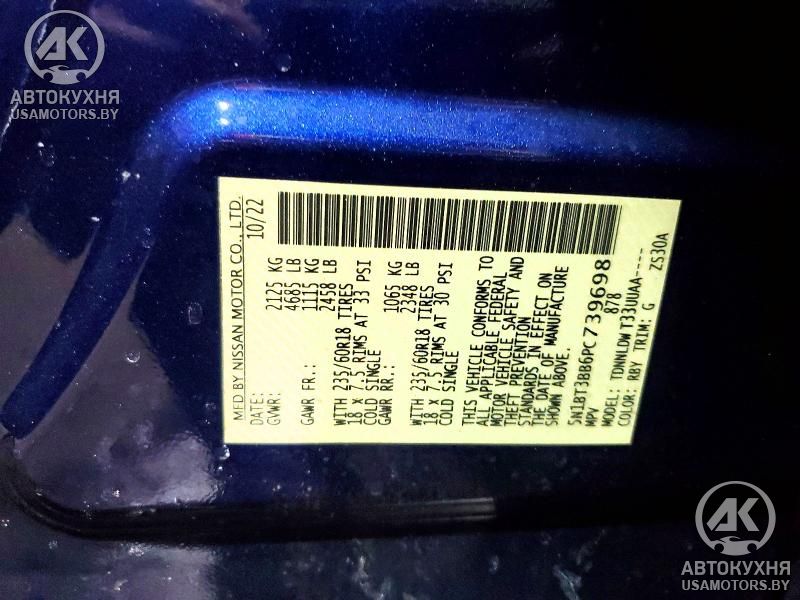 AK
АВТОКУХНЯ
USAMOTORS.BY
MFD BY NISSAN MOTOR CO., LTD.
DATE: 10/22
GVWR: 2125 KG
4685 LB
GAWR FR.: 1115 KG
2458 LB
WITH 235/60R18 TIRES
18 X 7.5 RIMS AT 33 PSI
COLD SINGLE
GAWR RR.: 1065 KG
2348 LB
WITH 235/60R18 TIRES
18 X 7.5 RIMS AT 30 PSI
COLD SINGLE
THIS VEHICLE CONFORMS TO
ALL APPLICABLE FEDERAL
MOTOR VEHICLE SAFETY AND
THEFT PREVENTION
STANDARDS IN EFFECT ON
THE DATE OF MANUFACTURE
SHOWN ABOVE.
5N1BT3BB6PC739698
MPV 878
MODEL: TDNNLDW T33UUAA----
COLOR: RBY TRIM: G ZS30A
AK
АВТОКУХНЯ
USAMOTORS.BY